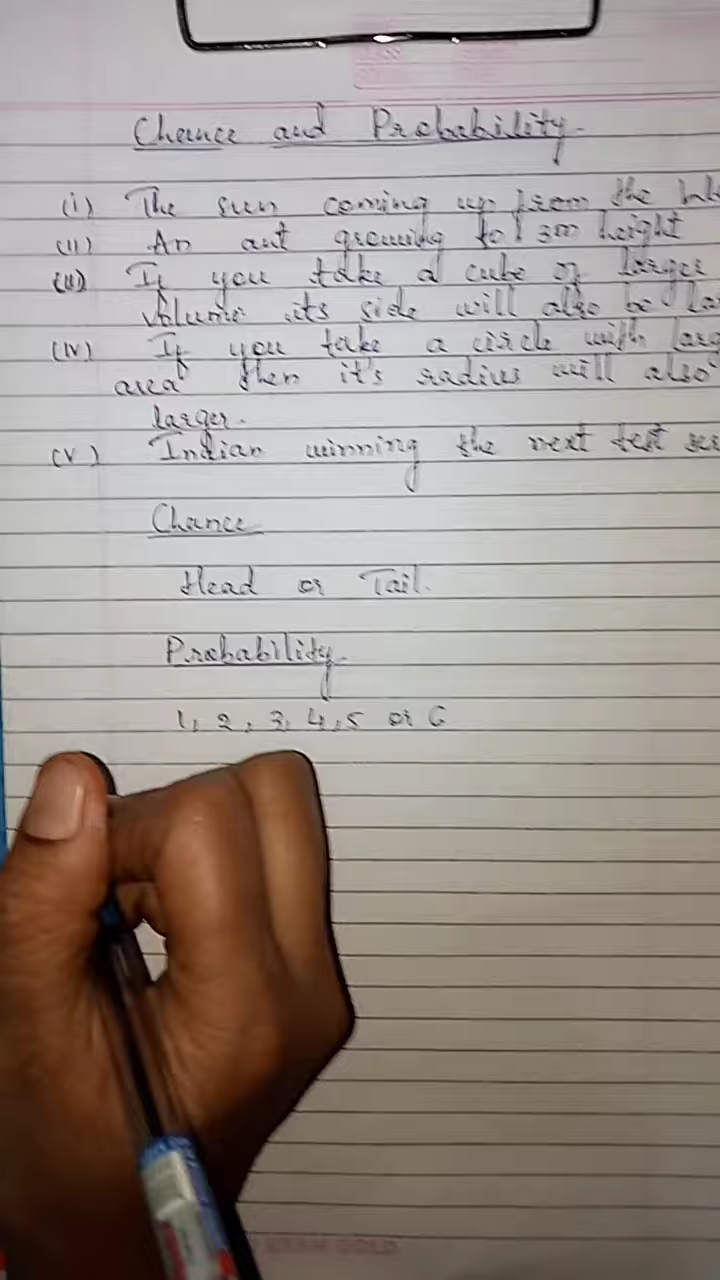 Chance and Probability.
(i) The sun coming up from the
(ii) An ant growing to 3m height
(iii) If you take a cube of larger
volume its side will also be
(iv) If you take a circle with
area then it's radius will also
larger.
(v) Indian winning the next test
Chance
Head or Tail.
Probability
1, 2, 3, 4, 5 or 6